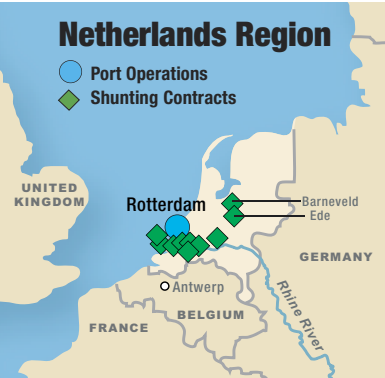 Netherlands Region
Port Operations
Shunting Contracts
UNITED
KINGDOM
Rotterdam
Barneveld
Ede
GERMANY
Antwerp
Rhine River
BELGIUM
FRANCE